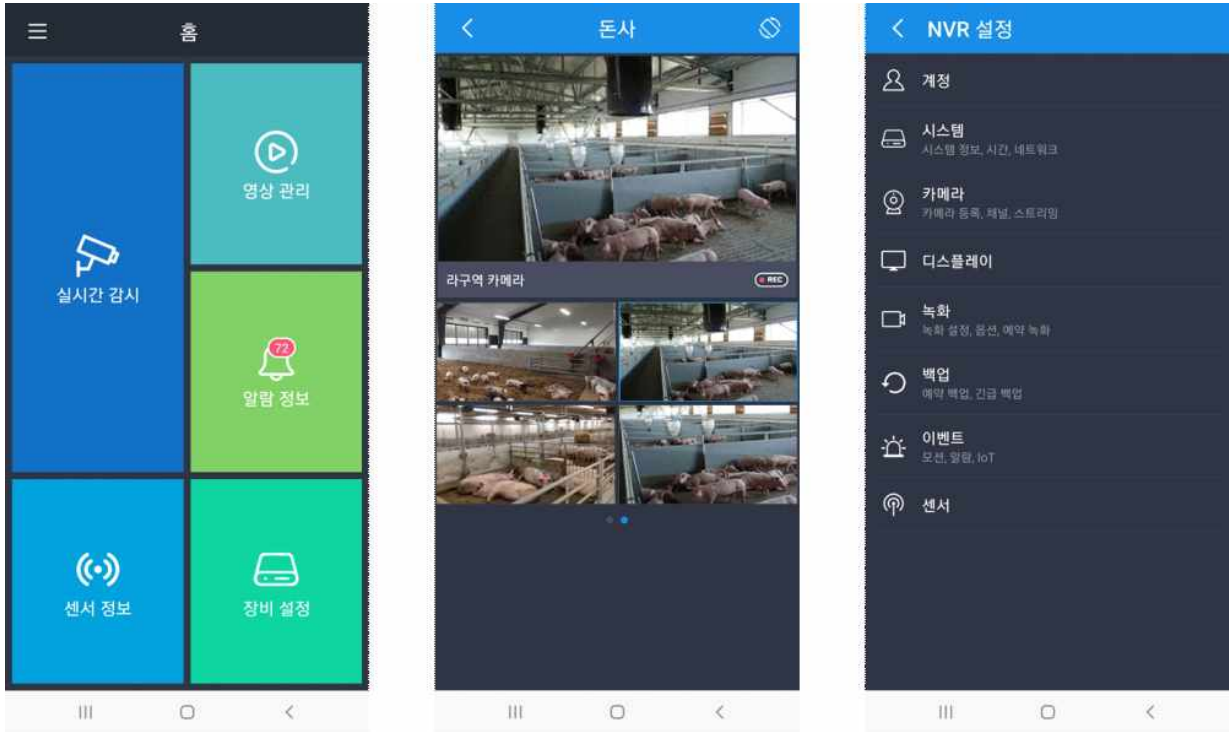 홈
영상 관리
실시간 감시
72
알람 정보
센서 정보
장비 설정
돈사
라구역 카메라
REC
NVR 설정
계정
시스템
시스템 정보, 시간, 네트워크
카메라
카메라 등록, 채널, 스트리밍
디스플레이
녹화
녹화 설정, 옵션, 예약 녹화
백업
예약 백업, 긴급 백업
이벤트
모션, 알람, IoT
센서